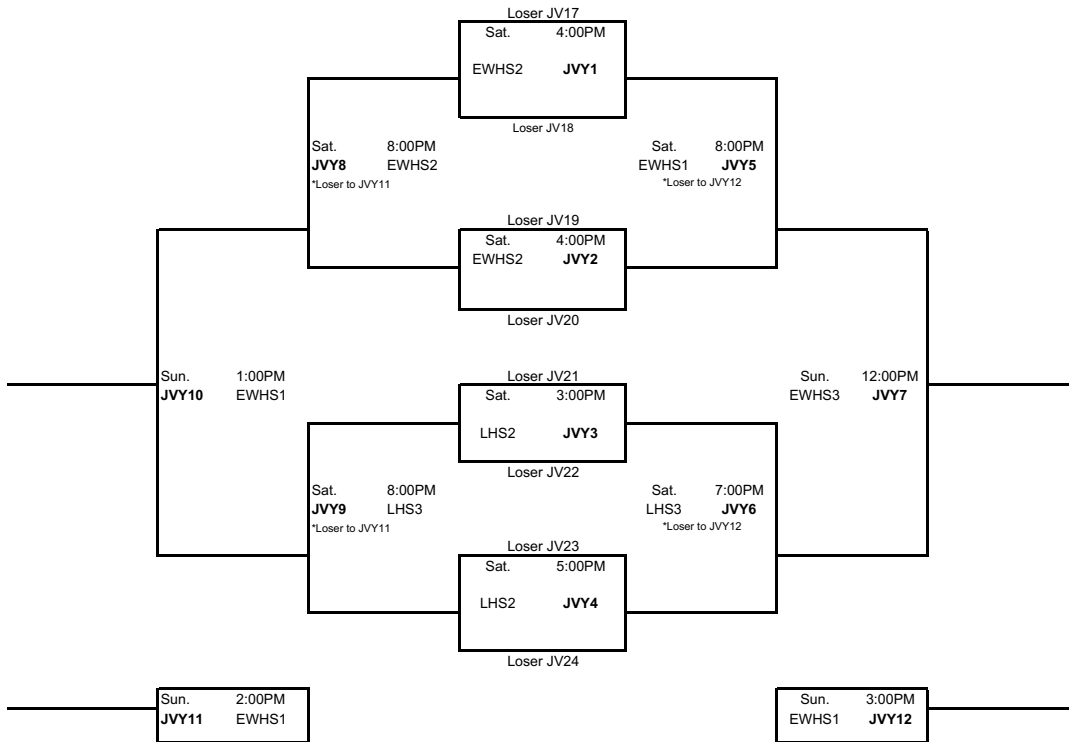 Loser JV17
Sat. 4:00PM
EWHS2 JVY1
Loser JV18
Sat. 8:00PM
JVY8 EWHS2
*Loser to JVY11
Sat. 8:00PM
EWHS1 JVY5
*Loser to JVY12
Loser JV19
Sat. 4:00PM
EWHS2 JVY2
Loser JV20
Sun. 1:00PM
JVY10 EWHS1
Loser JV21
Sat. 3:00PM
LHS2 JVY3
Loser JV22
Sun. 12:00PM
EWHS3 JVY7
Sat. 8:00PM
JVY9 LHS3
*Loser to JVY11
Sat. 7:00PM
LHS3 JVY6
*Loser to JVY12
Loser JV23
Sat. 5:00PM
LHS2 JVY4
Loser JV24
Sun. 2:00PM
JVY11 EWHS1
Sun. 3:00PM
EWHS1 JVY12